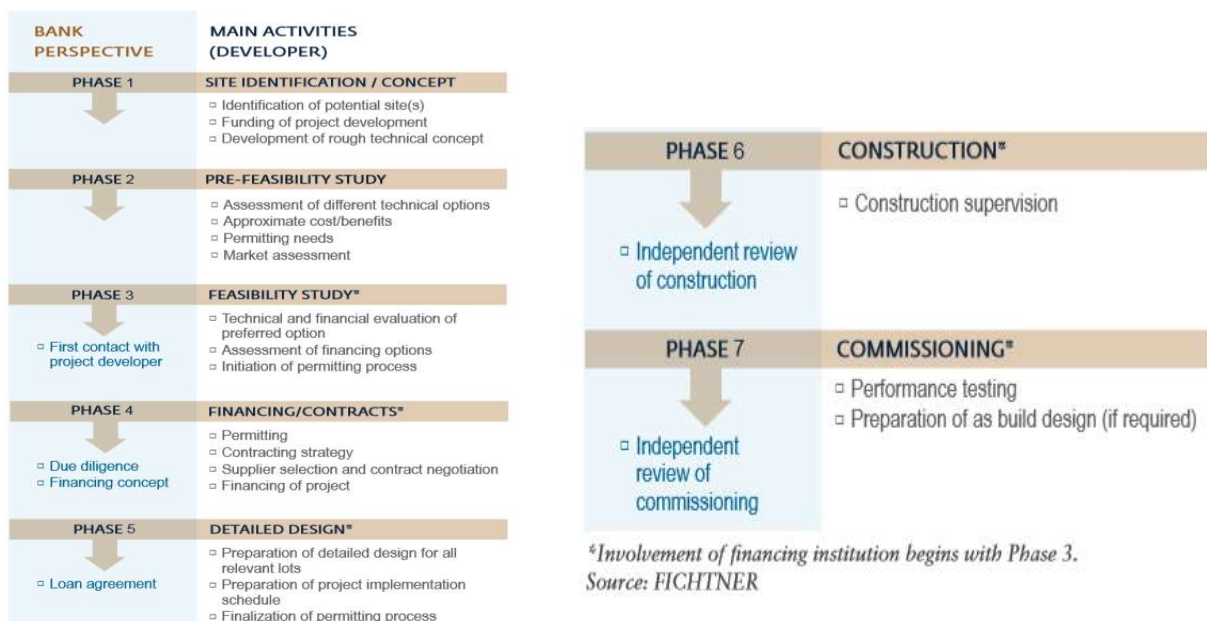 BANK
PERSPECTIVE
MAIN ACTIVITIES
(DEVELOPER)
PHASE 1
SITE IDENTIFICATION / CONCEPT
▫ Identification of potential site(s)
▫ Funding of project development
▫ Development of rough technical concept
PHASE 2
PRE-FEASIBILITY STUDY
▫ Assessment of different technical options
▫ Approximate cost/benefits
▫ Permitting needs
▫ Market assessment
PHASE 3
FEASIBILITY STUDY*
▫ First contact with
project developer
▫ Technical and financial evaluation of
preferred option
▫ Assessment of financing options
▫ Initiation of permitting process
PHASE 4
FINANCING/CONTRACTS*
▫ Due diligence
▫ Financing concept
▫ Permitting
▫ Contracting strategy
▫ Supplier selection and contract negotiation
▫ Financing of project
PHASE 5
DETAILED DESIGN*
▫ Loan agreement
▫ Preparation of detailed design for all
relevant lots
▫ Preparation of project implementation
schedule
▫ Finalization of permitting process
PHASE 6
CONSTRUCTION*
▫ Independent review
of construction
▫ Construction supervision
PHASE 7
COMMISSIONING*
▫ Independent
review of
commissioning
▫ Performance testing
▫ Preparation of as build design (if required)
*Involvement of financing institution begins with Phase 3.
Source: FICHTNER